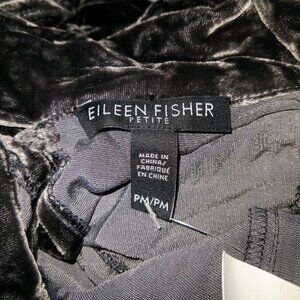 EILEEN FISHER
PETITE
MADE IN
CHINA/
FABRIQUÉ
EN CHINE
PM/PM